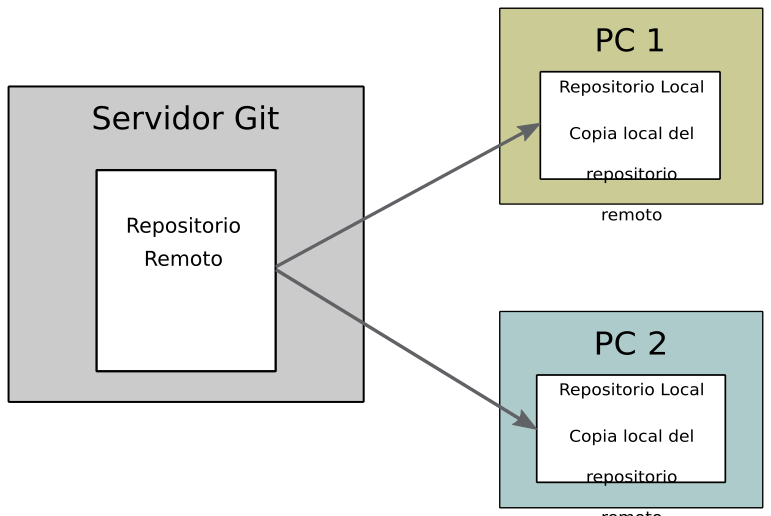 Servidor Git
Repositorio
Remoto
PC 1
Repositorio Local
Copia local del
repositorio
remoto
PC 2
Repositorio Local
Copia local del
repositorio
remoto